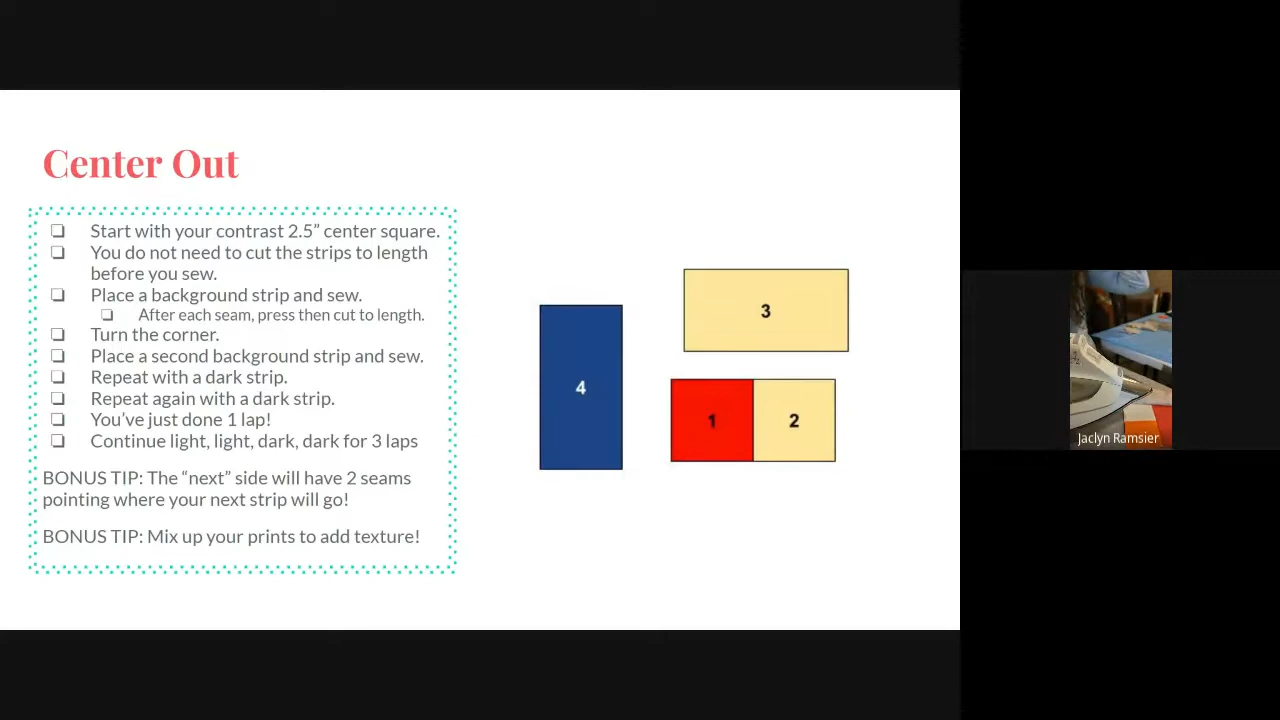 Center Out
❏ Start with your contrast 2.5” center square.
❏ You do not need to cut the strips to length
before you sew.
❏ Place a background strip and sew.
❏ After each seam, press then cut to length.
❏ Turn the corner.
❏ Place a second background strip and sew.
❏ Repeat with a dark strip.
❏ Repeat again with a dark strip.
❏ You’ve just done 1 lap!
❏ Continue light, light, dark, dark for 3 laps
BONUS TIP: The “next” side will have 2 seams
pointing where your next strip will go!
BONUS TIP: Mix up your prints to add texture!
3
4
1 2
Jaclyn Ramsier